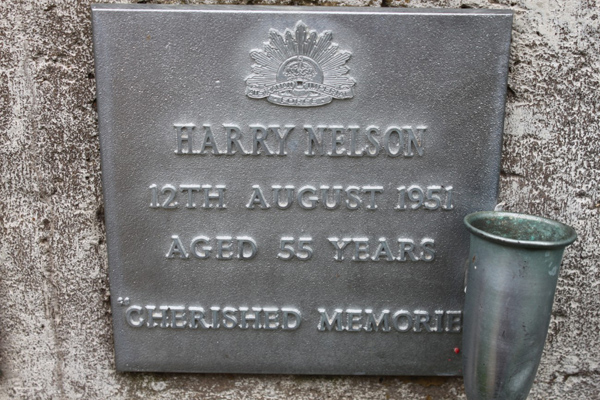 HARRY NELSON
12TH AUGUST 1951
AGED 55 YEARS
"CHERISHED MEMORIE